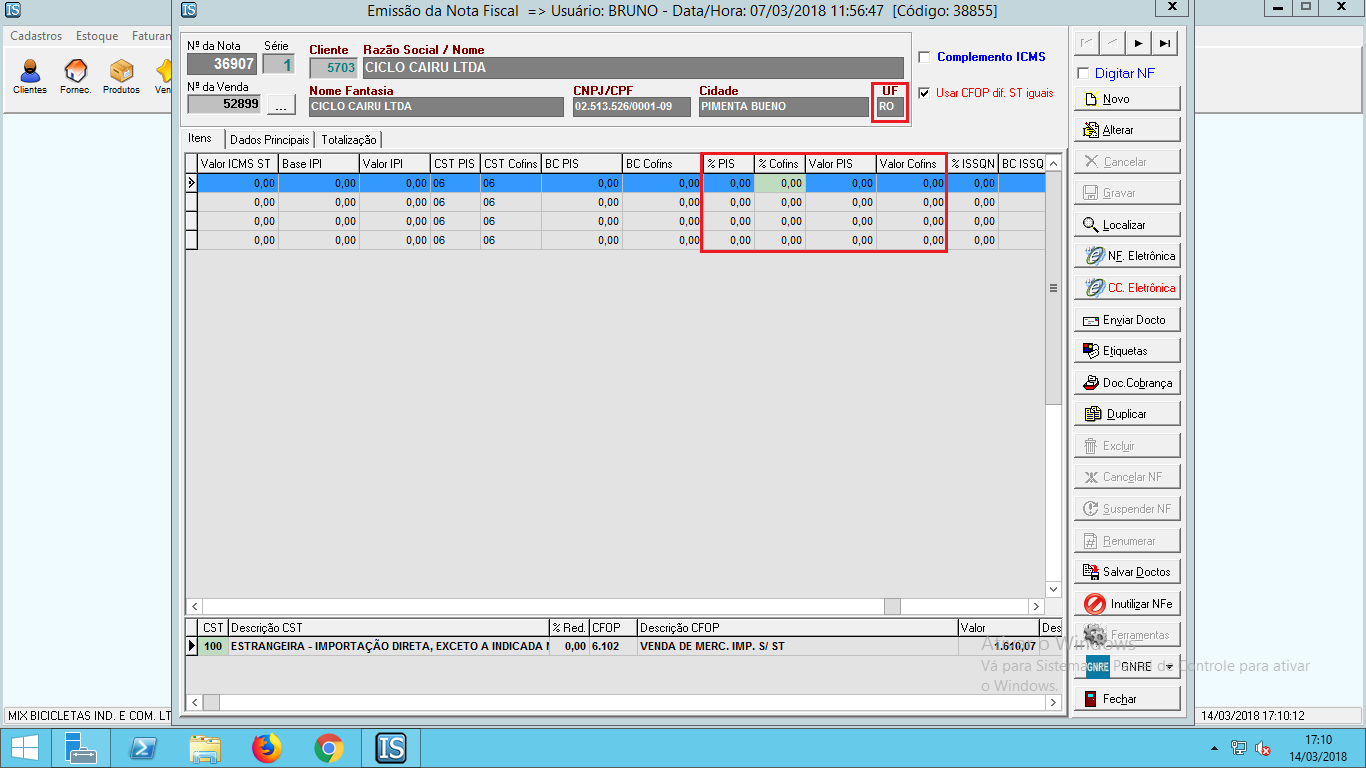 IS
IS Emissão da Nota Fiscal => Usuário: BRUNO - Data/Hora: 07/03/2018 11:56:47 [Código: 38855] X
Cadastros Estoque Faturan
Clientes Fornec. Produtos Ven
Nº da Nota Série Cliente Razão Social / Nome
36907 1 5703 CICLO CAIRU LTDA
Nº da Venda Nome Fantasia CNPJ/CPF Cidade UF
52899 ... CICLO CAIRU LTDA 02.513.526/0001-09 PIMENTA BUENO RO
Complemento ICMS
Usar CFOP dif. ST iguais
Itens Dados Principais Totalização
Valor ICMS ST Base IPI Valor IPI CST PIS CST Cofins BC PIS BC Cofins % PIS % Cofins Valor PIS Valor Cofins % ISSQN BC ISSQ
0,00 0,00 0,00 06 06 0,00 0,00 0,00 0,00 0,00 0,00 0,00
0,00 0,00 0,00 06 06 0,00 0,00 0,00 0,00 0,00 0,00 0,00
0,00 0,00 0,00 06 06 0,00 0,00 0,00 0,00 0,00 0,00 0,00
0,00 0,00 0,00 06 06 0,00 0,00 0,00 0,00 0,00 0,00 0,00
CST Descrição CST % Red. CFOP Descrição CFOP Valor Des
100 ESTRANGEIRA - IMPORTAÇÃO DIRETA, EXCETO A INDICADA 0,00 6.102 VENDA DE MERC. IMP. S/ ST 1.610,07
Digitar NF
Novo
Alterar
Cancelar
Gravar
Localizar
NF. Eletrônica
CC. Eletrônica
Enviar Docto
Etiquetas
Doc.Cobrança
Duplicar
Excluir
Cancelar NF
Suspender NF
Renumerar
Salvar Doctos
Inutilizar NFe
Ferramentas
GNRE GNRE
Fechar
Ativar o Windows
Vá para Sistema no Painel de Controle para ativar
o Windows.
MIX BICICLETAS IND. E COM. LT
14/03/2018 17:10:12
IS
17:10
14/03/2018